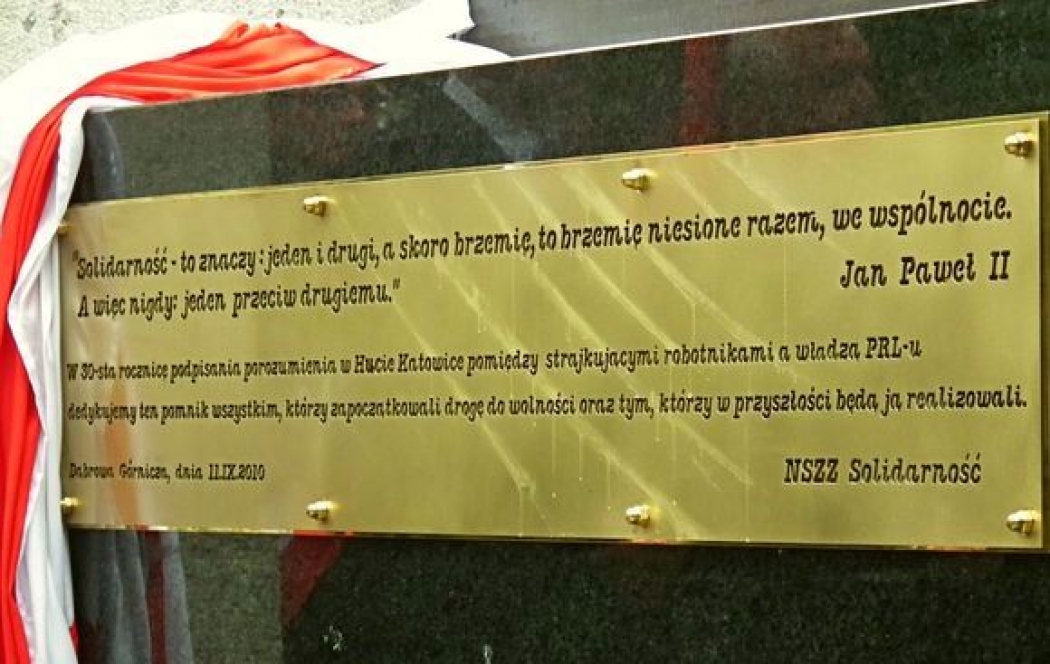 "Solidarność - to znaczy: jeden i drugi, a skoro brzemię, to brzemię niesione razem, we wspólnocie.
A więc nigdy: jeden przeciw drugiemu."
Jan Paweł II
W 30-stą rocznicę podpisania porozumienia w Hucie Katowice pomiędzy strajkującymi robotnikami a władzą PRL-u
dedykujemy ten pomnik wszystkim, którzy zapoczątkowali drogę do wolności oraz tym, którzy w przyszłości będą ją realizowali.
Dąbrowa Górnicza, dnia 11.IX.2010
NSZZ Solidarność